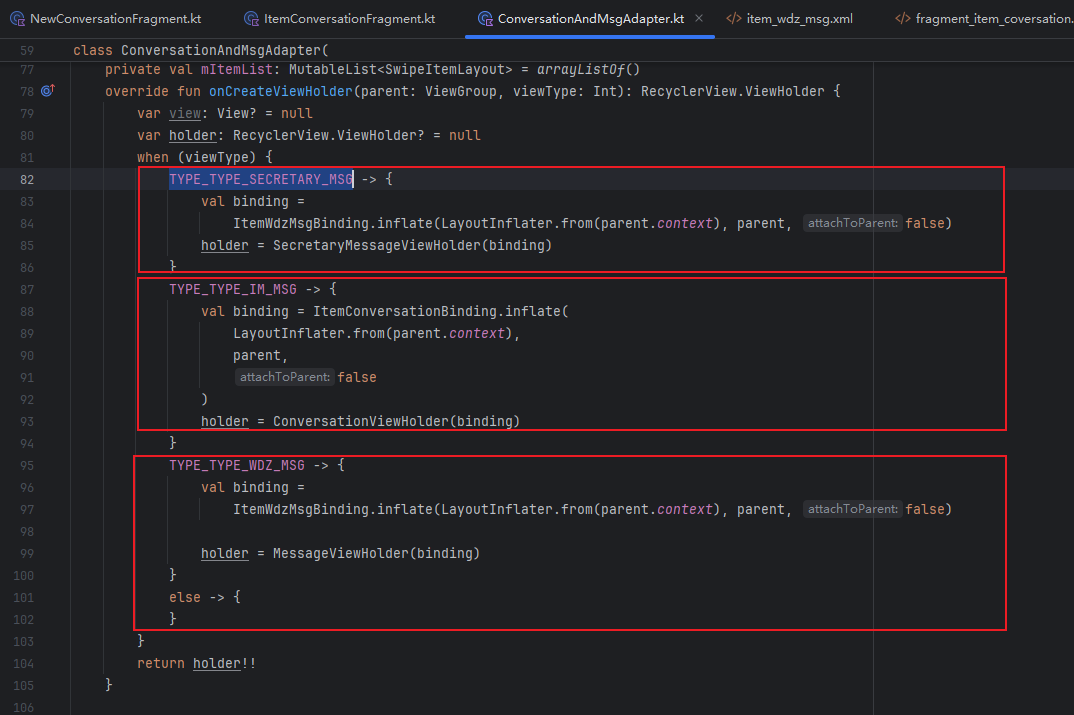 NewConversationFragment.kt ItemConversationFragment.kt ConversationAndMsgAdapter.kt × </> item_wdz_msg.xml </> fragment_item_coversation.
59 class ConversationAndMsgAdapter(
77 private val mItemList: MutableList<SwipeItemLayout> = arrayListOf()
78 override fun onCreateViewHolder(parent: ViewGroup, viewType: Int): RecyclerView.ViewHolder {
79 var view: View? = null
80 var holder: RecyclerView.ViewHolder? = null
81 when (viewType) {
82 TYPE_TYPE_SECRETARY_MSG -> {
83 val binding =
84 ItemWdzMsgBinding.inflate(LayoutInflater.from(parent.context), parent, attachToParent: false)
85 holder = SecretaryMessageViewHolder(binding)
86 }
87 TYPE_TYPE_IM_MSG -> {
88 val binding = ItemConversationBinding.inflate(
89 LayoutInflater.from(parent.context),
90 parent,
91 attachToParent: false
92 )
93 holder = ConversationViewHolder(binding)
94 }
95 TYPE_TYPE_WDZ_MSG -> {
96 val binding =
97 ItemWdzMsgBinding.inflate(LayoutInflater.from(parent.context), parent, attachToParent: false)
98
99 holder = MessageViewHolder(binding)
100 }
101 else -> {
102 }
103 }
104 return holder!!
105 }
106